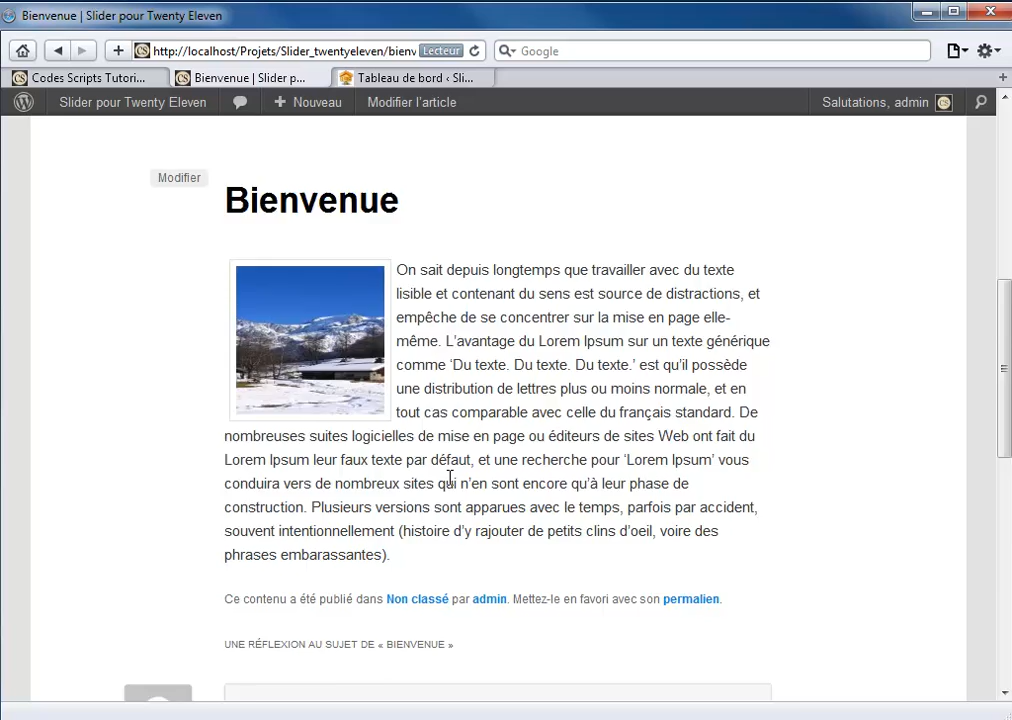 Bienvenue | Slider pour Twenty Eleven
http://localhost/Projets/Slider_twentyeleven/bienv Lecteur Google
Codes Scripts Tutori... Bienvenue | Slider p... Tableau de bord ‹ Sli...
Slider pour Twenty Eleven Nouveau Modifier l'article Salutations, admin
Modifier
Bienvenue
On sait depuis longtemps que travailler avec du texte
lisible et contenant du sens est source de distractions, et
empêche de se concentrer sur la mise en page elle-
même. L'avantage du Lorem Ipsum sur un texte générique
comme ‘Du texte. Du texte. Du texte.’ est qu’il possède
une distribution de lettres plus ou moins normale, et en
tout cas comparable avec celle du français standard. De
nombreuses suites logicielles de mise en page ou éditeurs de sites Web ont fait du
Lorem Ipsum leur faux texte par défaut, et une recherche pour ‘Lorem Ipsum’ vous
conduira vers de nombreux sites qui n’en sont encore qu’à leur phase de
construction. Plusieurs versions sont apparues avec le temps, parfois par accident,
souvent intentionnellement (histoire d’y rajouter de petits clins d’oeil, voire des
phrases embarassantes).
Ce contenu a été publié dans Non classé par admin. Mettez-le en favori avec son permalien.
UNE RÉFLEXION AU SUJET DE « BIENVENUE »